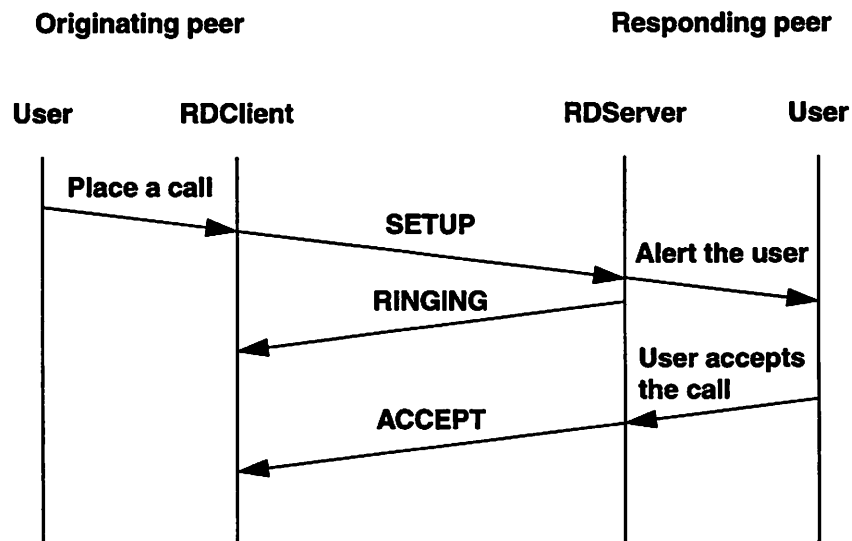 Originating peer
Responding peer
User
RDClient
RDServer
User
Place a call
SETUP
Alert the user
RINGING
User accepts
the call
ACCEPT